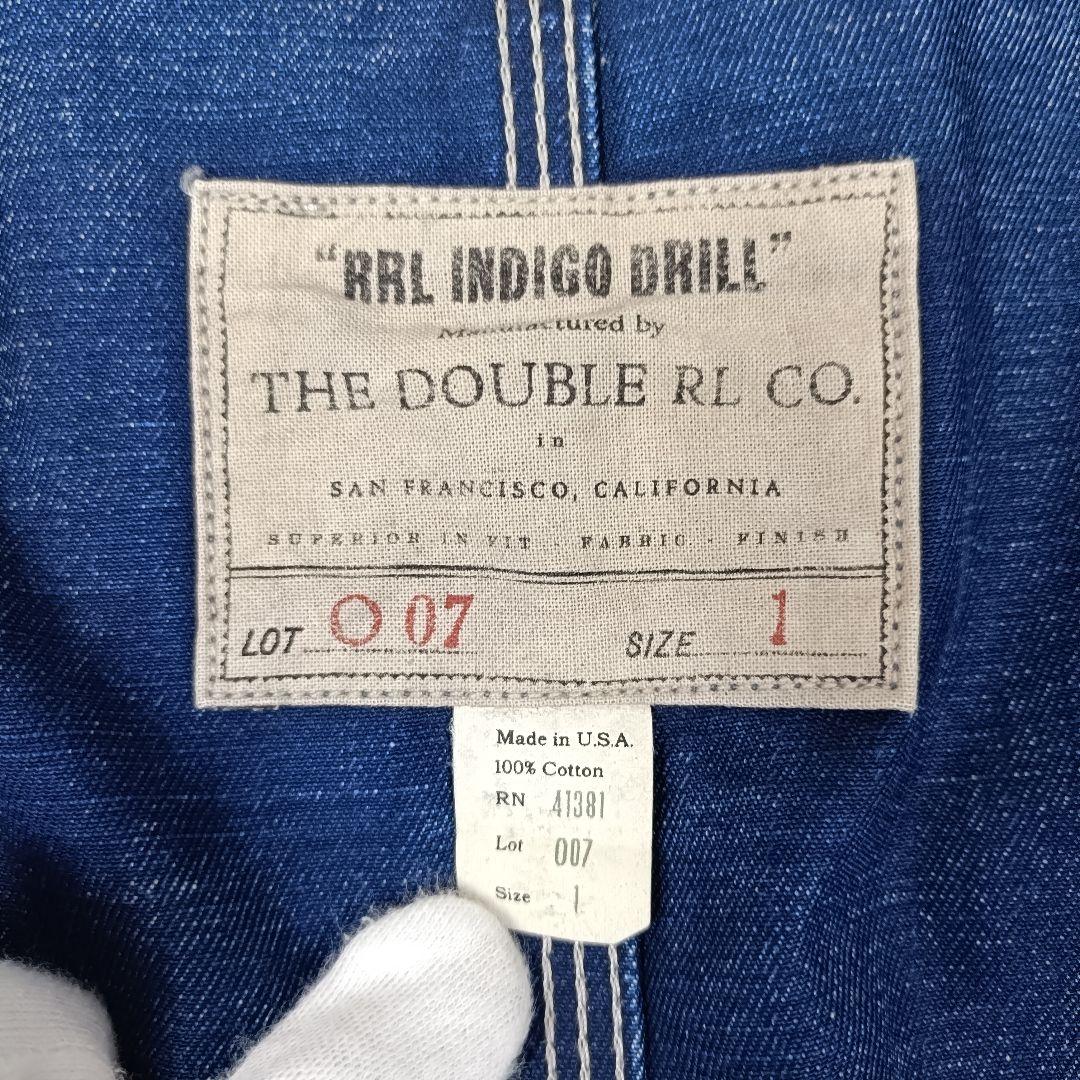 "RRL INDIGO DRILL"
Manufactured by
THE DOUBLE RL CO.
in
SAN FRANCISCO, CALIFORNIA
SUPERIOR IN FIT - FABRIC - FINISH
LOT O 07 SIZE 1
Made in U.S.A.
100% Cotton
RN 41381
Lot 007
Size 1